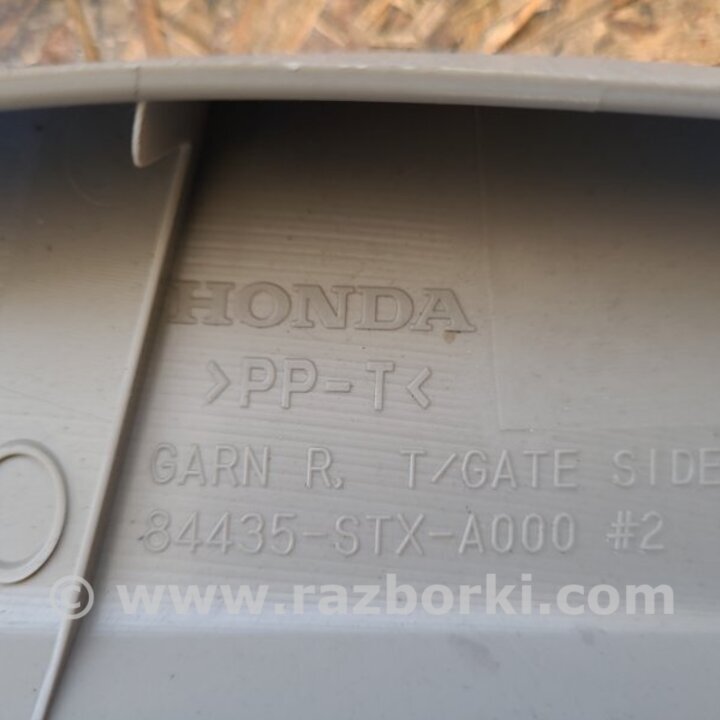 HONDA
>PP-T<
GARN R, T/GATE SIDE
84435-STX-A000 #2
© www.razborki.com